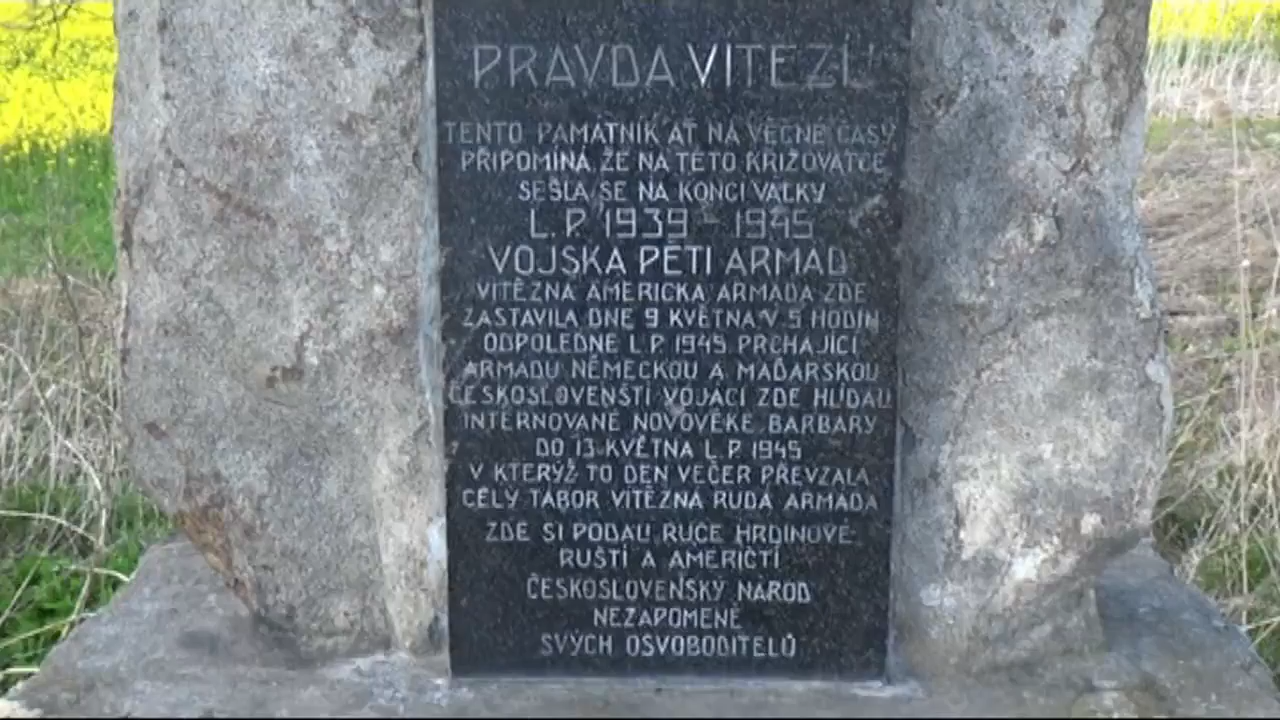 PRAVDA VITEZÍ
TENTO PAMÁTNÍK AŤ NA VĚČNÉ ČASY
PŘIPOMÍNÁ, ŽE NA TÉTO KŘIŽOVATCE
SEŠLA SE NA KONCI VÁLKY
L. P. 1939 - 1945
VOJSKA PĚTI ARMÁD
VÍTĚZNÁ AMERICKÁ ARMÁDA ZDE
ZASTAVILA DNE 9 KVĚTNA V 5 HODIN
ODPOLEDNE L. P. 1945 PRCHAJÍCÍ
ARMÁDU NĚMECKOU A MAĎARSKOU
ČESKOSLOVENŠTÍ VOJÁCI ZDE HLÍDALI
INTERNOVANÉ NOVOVĚKÉ BARBARY
DO 13 KVĚTNA L. P. 1945
V KTERÝŽ TO DEN VEČER PŘEVZALA
CELÝ TÁBOR VÍTĚZNÁ RUDÁ ARMÁDA
ZDE SI PODALI RUCE HRDINOVÉ
RUŠTÍ A AMERIČTÍ
ČESKOSLOVENSKÝ NÁROD
NEZAPOMENE
SVÝCH OSVOBODITELŮ